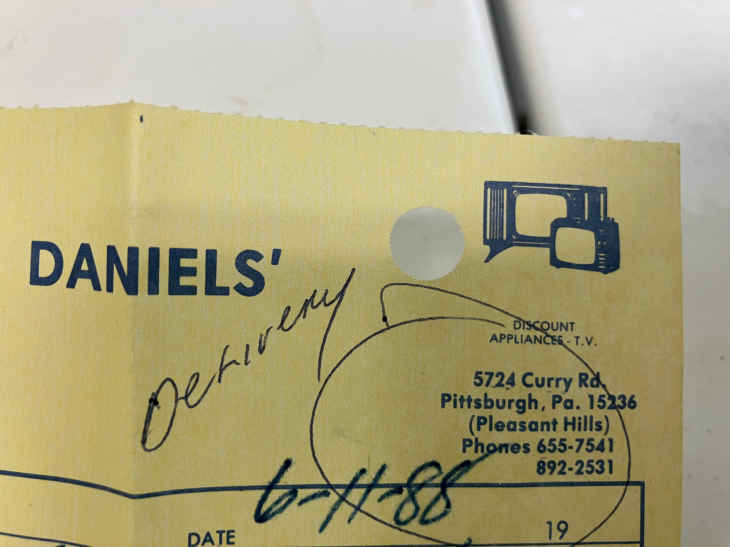 DANIELS'
Delivery
DISCOUNT
APPLIANCES - T.V.
5724 Curry Rd.
Pittsburgh, Pa. 15236
(Pleasant Hills)
Phones 655-7541
892-2531
6-11-88
DATE 19